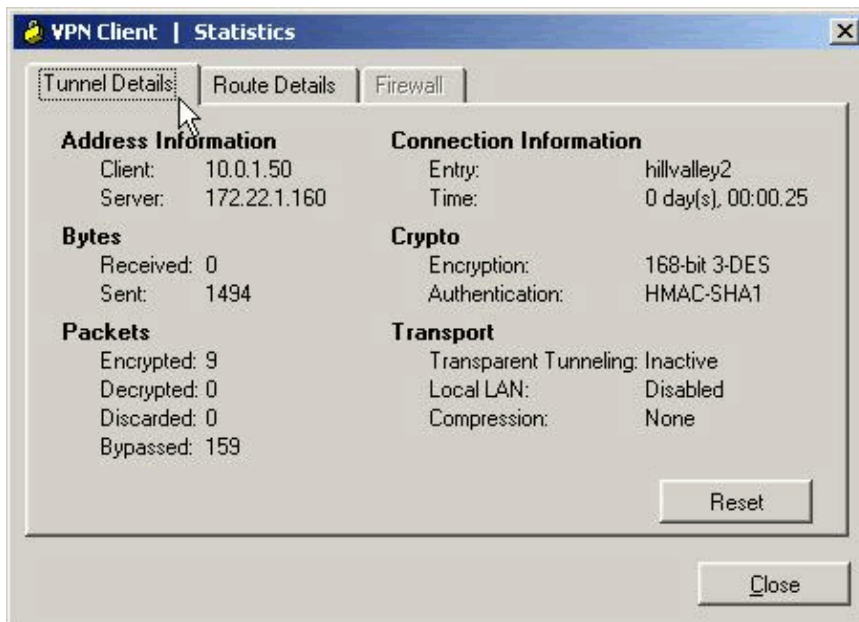 VPN Client | Statistics
Tunnel Details Route Details Firewall
Address Information
Client: 10.0.1.50
Server: 172.22.1.160
Bytes
Received: 0
Sent: 1494
Packets
Encrypted: 9
Decrypted: 0
Discarded: 0
Bypassed: 159
Connection Information
Entry: hillvalley2
Time: 0 day(s), 00:00.25
Crypto
Encryption: 168-bit 3-DES
Authentication: HMAC-SHA1
Transport
Transparent Tunneling: Inactive
Local LAN: Disabled
Compression: None
Reset
Close